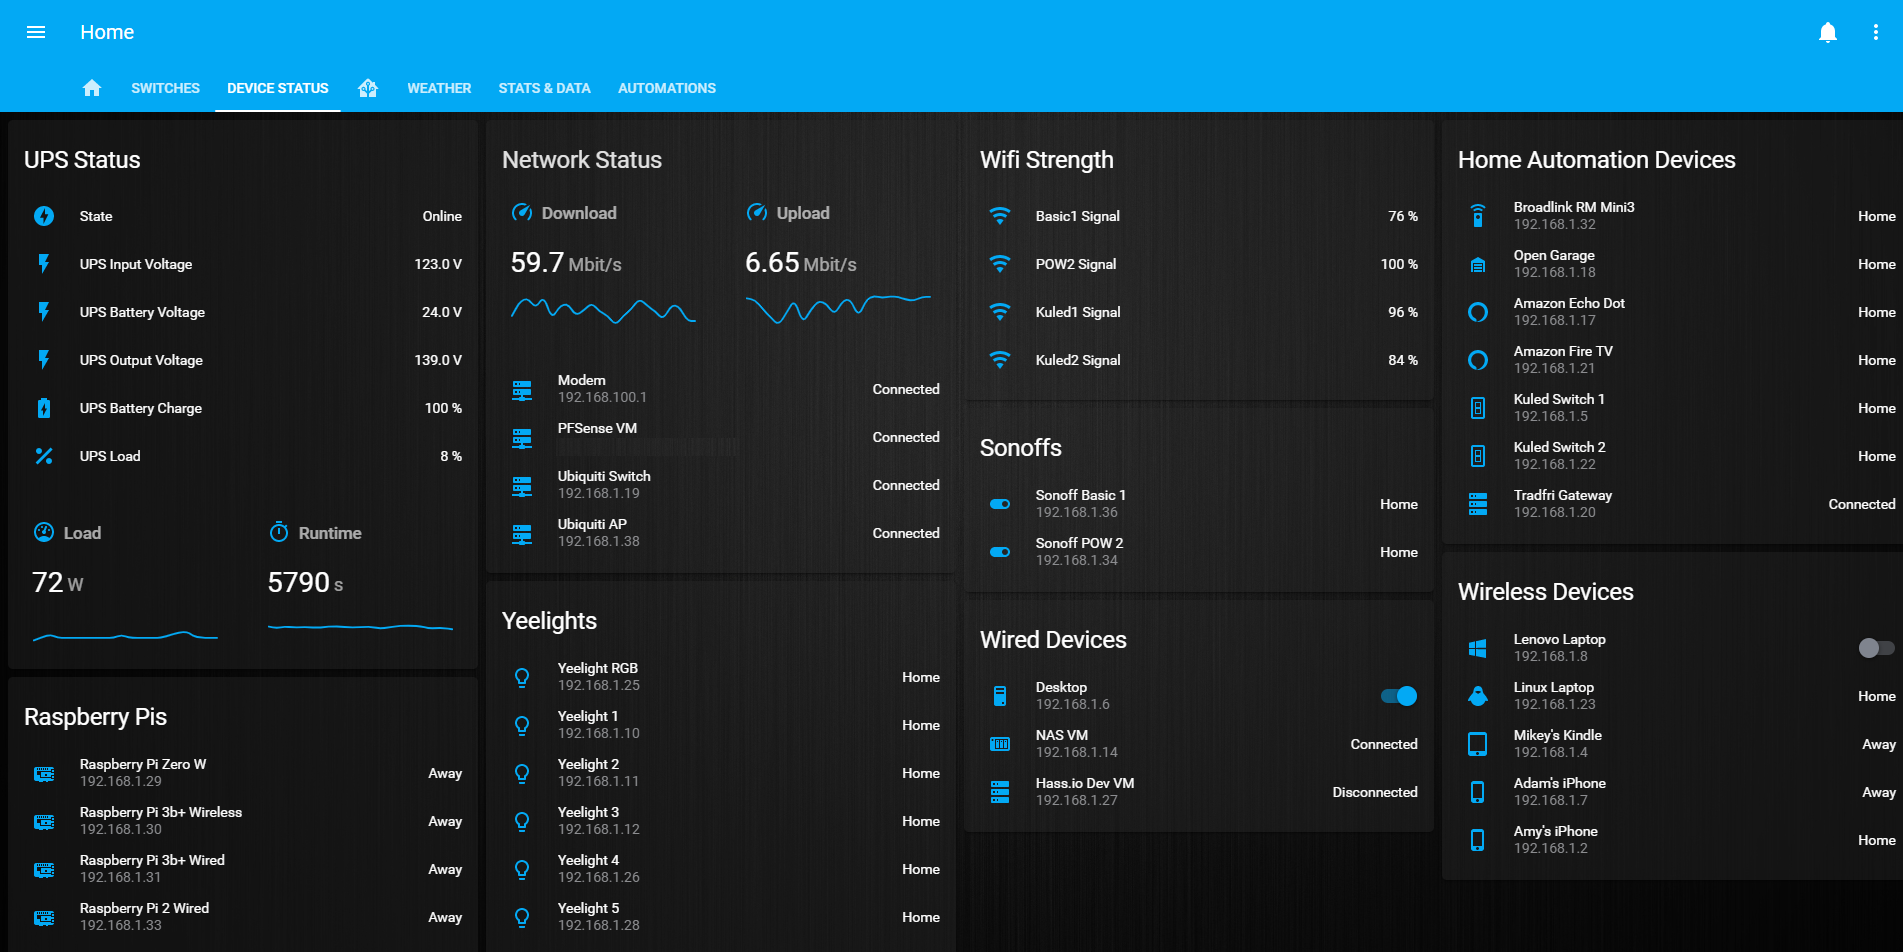 Home
SWITCHES
DEVICE STATUS
WEATHER
STATS & DATA
AUTOMATIONS
UPS Status
State Online
UPS Input Voltage 123.0 V
UPS Battery Voltage 24.0 V
UPS Output Voltage 139.0 V
UPS Battery Charge 100 %
UPS Load 8 %
Load
72 W
Runtime
5790 s
Raspberry Pis
Raspberry Pi Zero W
192.168.1.29
Away
Raspberry Pi 3b+ Wireless
192.168.1.30
Away
Raspberry Pi 3b+ Wired
192.168.1.31
Away
Raspberry Pi 2 Wired
192.168.1.33
Away
Network Status
Download
59.7 Mbit/s
Upload
6.65 Mbit/s
Modem
192.168.100.1
Connected
PFSense VM
Connected
Ubiquiti Switch
192.168.1.19
Connected
Ubiquiti AP
192.168.1.38
Connected
Yeelights
Yeelight RGB
192.168.1.25
Home
Yeelight 1
192.168.1.10
Home
Yeelight 2
192.168.1.11
Home
Yeelight 3
192.168.1.12
Home
Yeelight 4
192.168.1.26
Home
Yeelight 5
192.168.1.28
Home
Wifi Strength
Basic1 Signal 76 %
POW2 Signal 100 %
Kuled1 Signal 96 %
Kuled2 Signal 84 %
Sonoffs
Sonoff Basic 1
192.168.1.36
Home
Sonoff POW 2
192.168.1.34
Home
Wired Devices
Desktop
192.168.1.6
NAS VM
192.168.1.14
Connected
Hass.io Dev VM
192.168.1.27
Disconnected
Home Automation Devices
Broadlink RM Mini3
192.168.1.32
Home
Open Garage
192.168.1.18
Home
Amazon Echo Dot
192.168.1.17
Home
Amazon Fire TV
192.168.1.21
Home
Kuled Switch 1
192.168.1.5
Home
Kuled Switch 2
192.168.1.22
Home
Tradfri Gateway
192.168.1.20
Connected
Wireless Devices
Lenovo Laptop
192.168.1.8
Linux Laptop
192.168.1.23
Home
Mikey's Kindle
192.168.1.4
Away
Adam's iPhone
192.168.1.7
Away
Amy's iPhone
192.168.1.2
Home